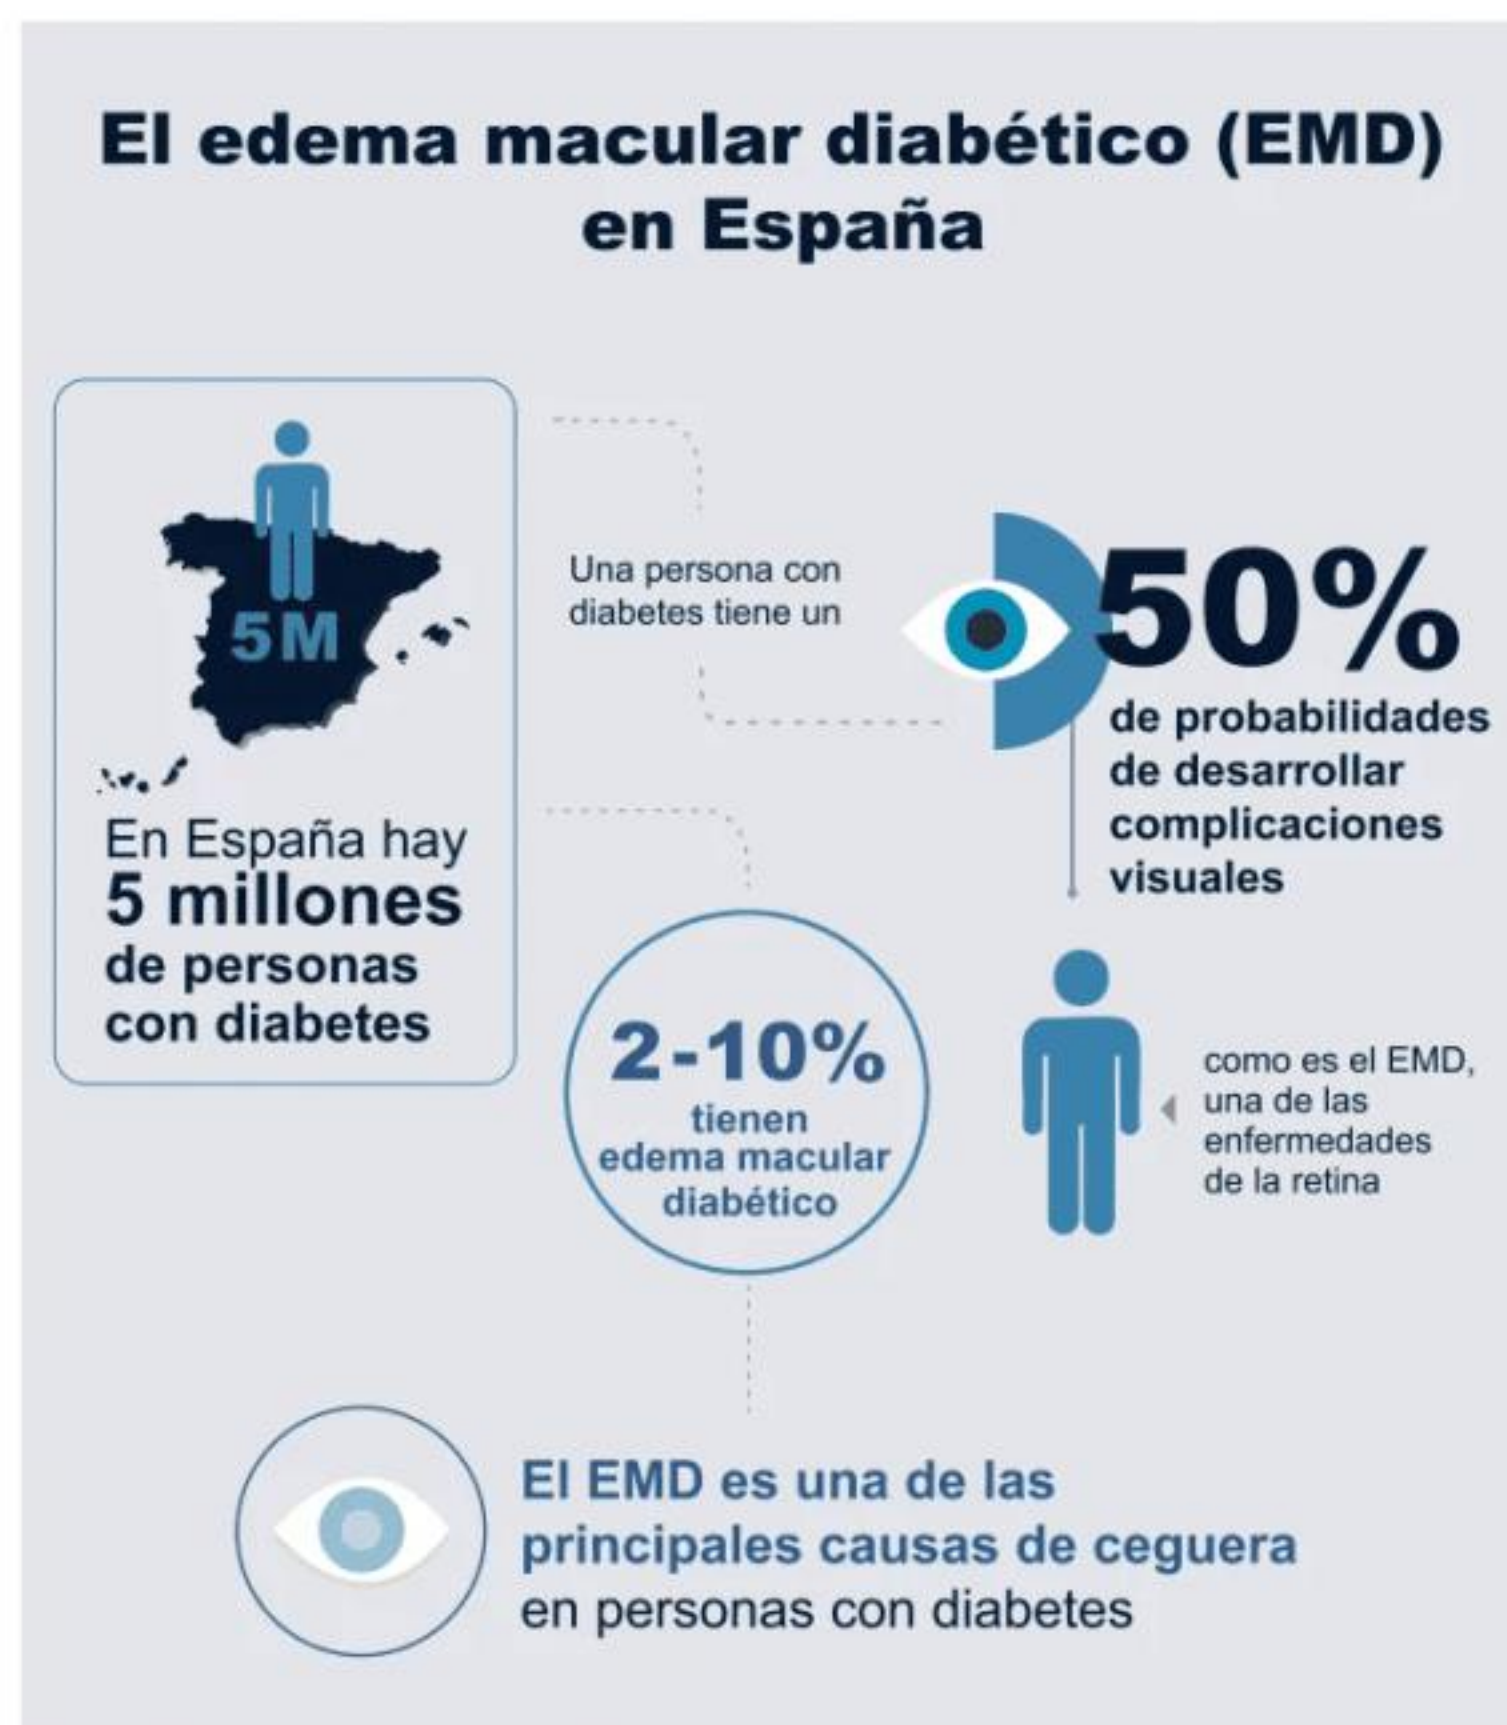 El edema macular diabético (EMD)
en España
5M
En España hay
5 millones
de personas
con diabetes
Una persona con
diabetes tiene un
50%
de probabilidades
de desarrollar
complicaciones
visuales
como es el EMD,
una de las
enfermedades
de la retina
2-10%
tienen
edema macular
diabético
El EMD es una de las
principales causas de ceguera
en personas con diabetes